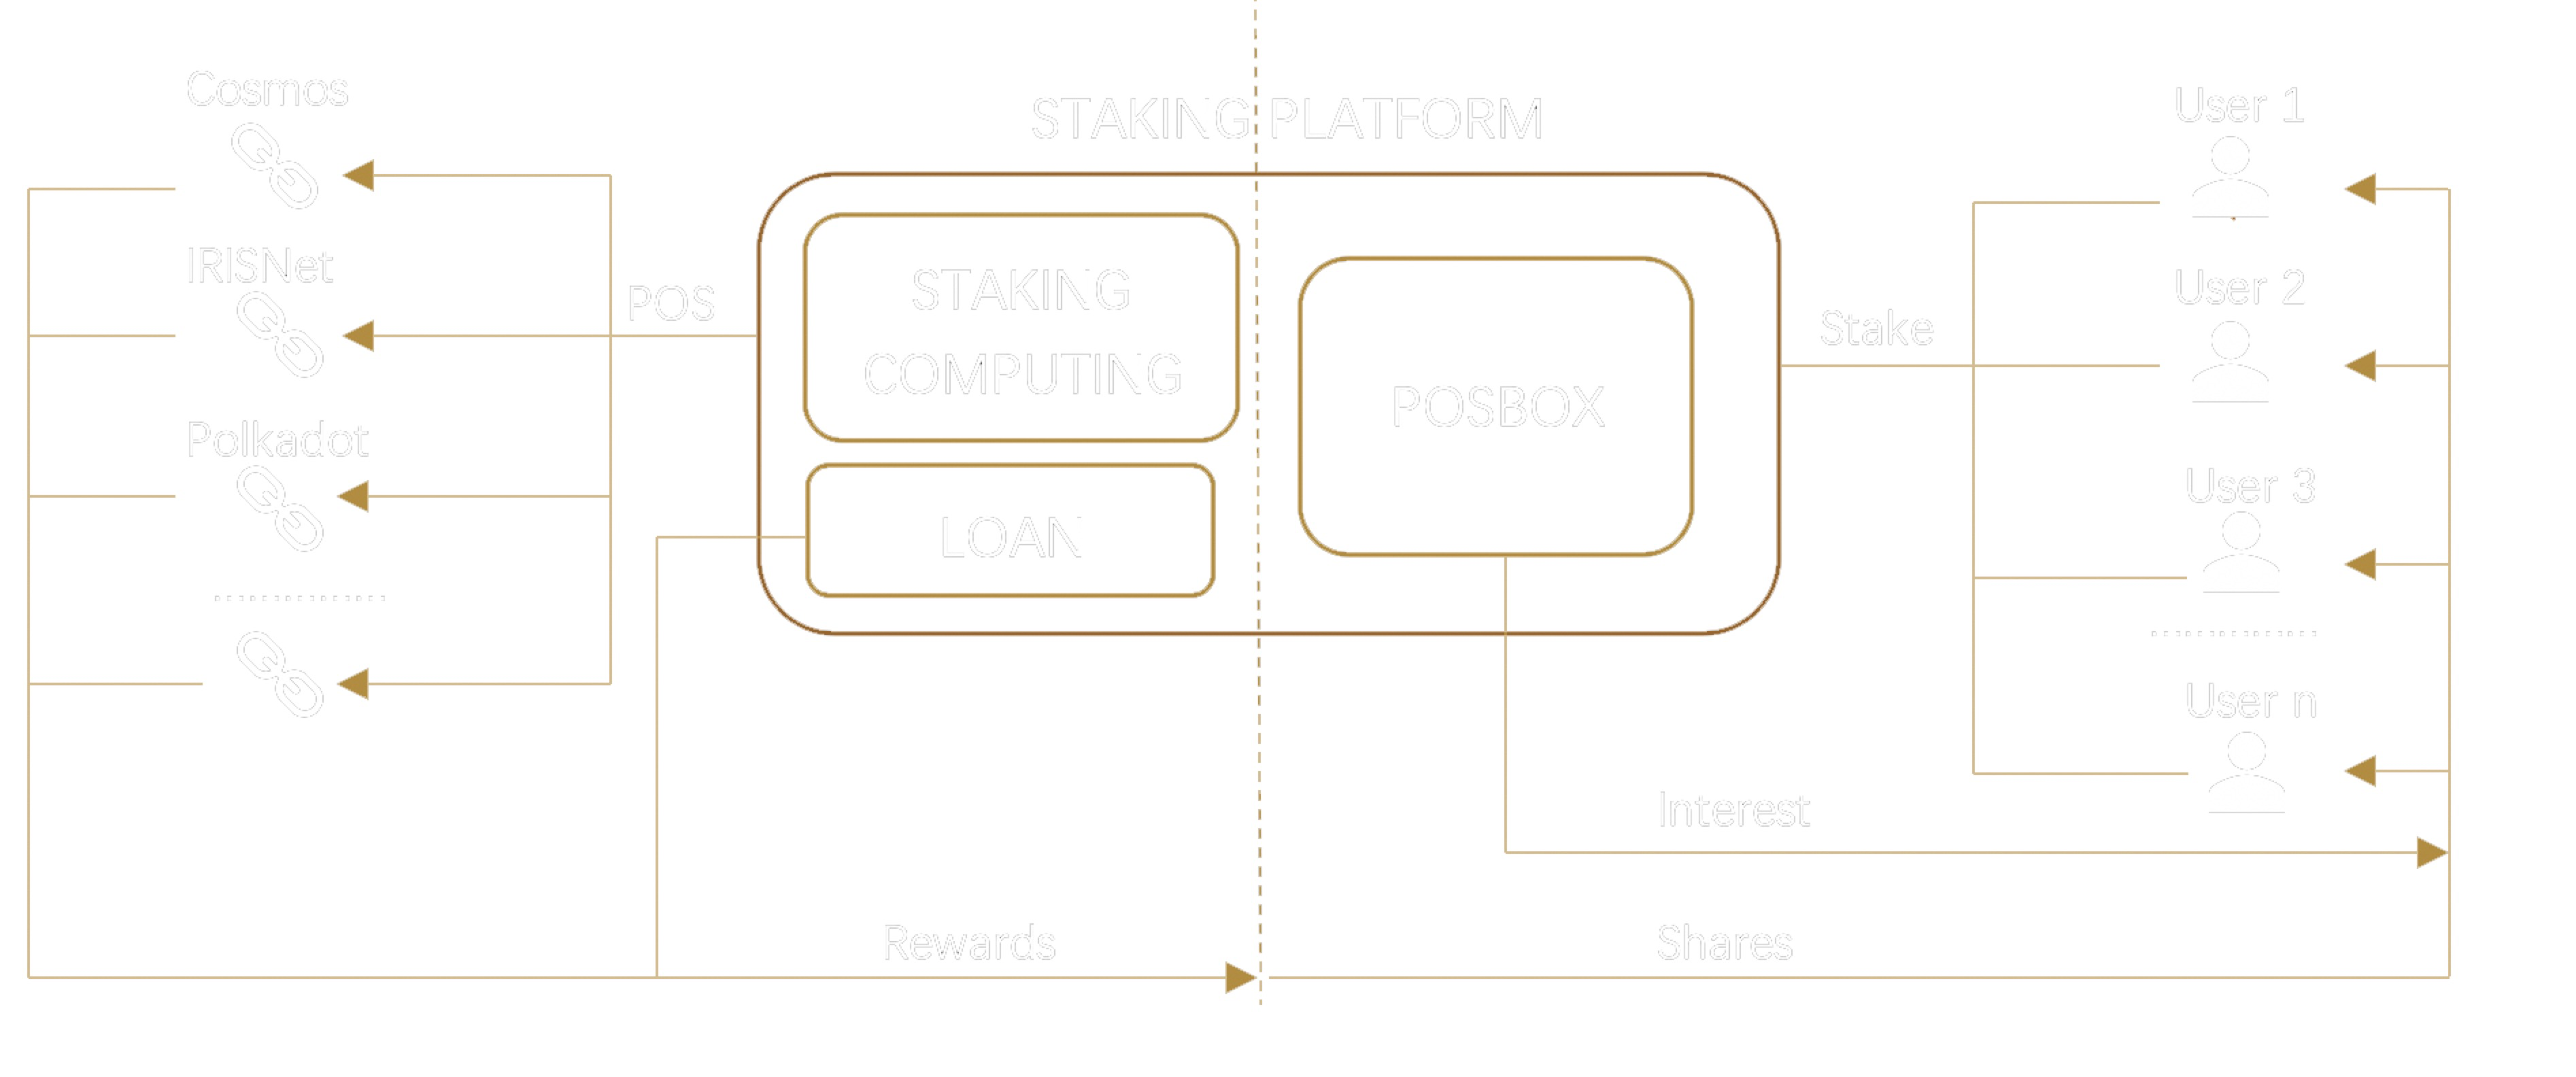 Cosmos
IRISNet
Polkadot
POS
STAKING PLATFORM
STAKING
COMPUTING
LOAN
POSBOX
Stake
User 1
User 2
User 3
User n
Interest
Rewards
Shares